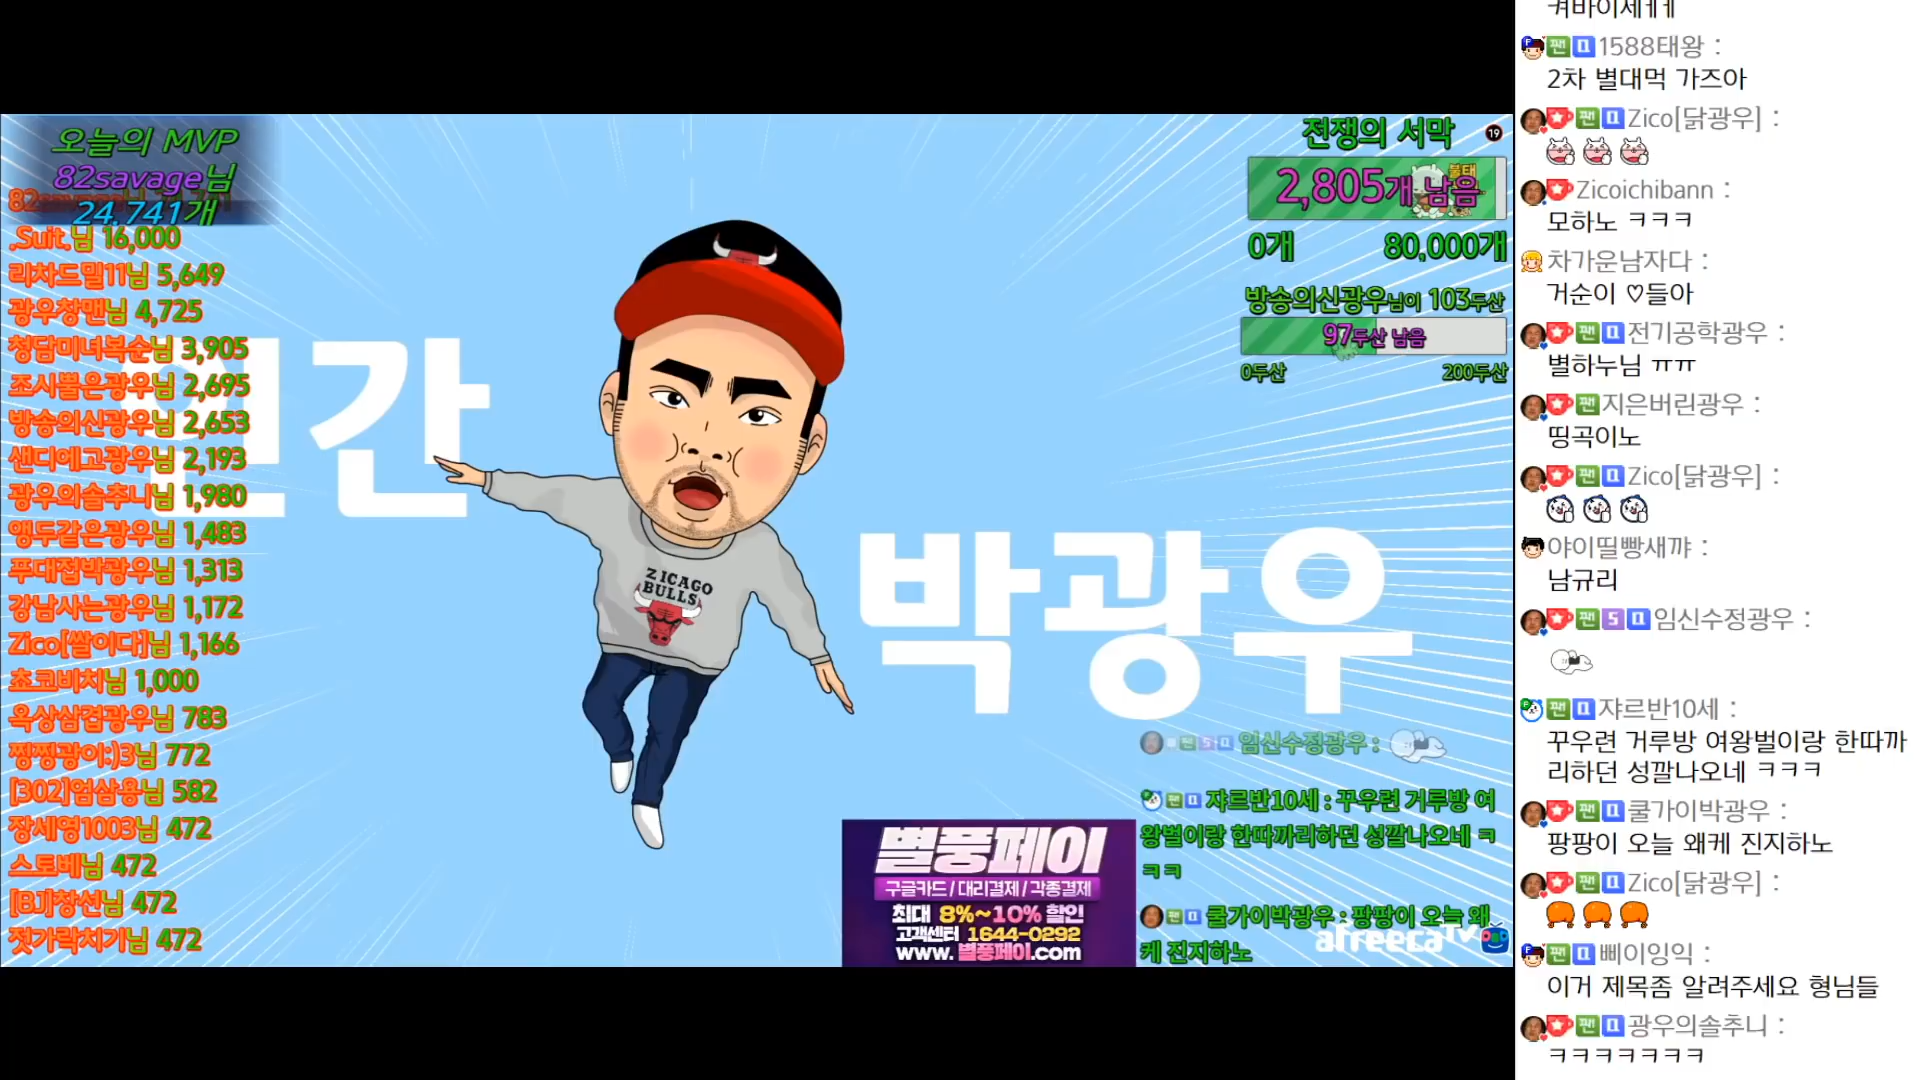 오늘의 MVP
82savage님
24,741개
.Suit.님 16,000
리차드밀11님 5,649
광우창맨님 4,725
청담미녀복순님 3,905
조시뿔은광우님 2,695
방송의신광우님 2,653
샌디에고광우님 2,193
광우의솔추니님 1,980
앵두같은광우님 1,483
푸대접박광우님 1,313
강남사는광우님 1,172
Zico[쌀이다]님 1,166
쵸코비치님 1,000
옥상삼겹광우님 783
찡찡광이:)3님 772
[302]엄삼용님 582
장세영1003님 472
스토베님 472
[BJ]창선님 472
젓가락치기님 472
인간
박광우
ZICAGO
BULLS
전쟁의 서막
19
불태
2,805개 남음
0개 80,000개
방송의신광우님이 103두산
97두산 남음
0두산 200두산
임신수정광우 :
쟈르반10세 : 꾸우련 거루방 여
왕벌이랑 한따까리하던 성깔나오네 ㅋ
ㅋㅋ
쿨가이박광우 : 팡팡이 오늘 왜
케 진지하노
afreecaTV
별풍페이
구글카드 / 대리결제 / 각종결제
최대 8%~10% 할인
고객센터 1644-0292
www.별풍페이.com
1588태왕 :
2차 별대먹 가즈아
Zico[닭광우] :
Zicoichibann :
모하노 ㅋㅋㅋ
차가운남자다 :
거순이 ♡들아
전기공학광우 :
별하누님 ㅠㅠ
지은버린광우 :
띵곡이노
Zico[닭광우] :
야이떨빵새꺄 :
남규리
임신수정광우 :
쟈르반10세 :
꾸우련 거루방 여왕벌이랑 한따까
리하던 성깔나오네 ㅋㅋㅋ
쿨가이박광우 :
팡팡이 오늘 왜케 진지하노
Zico[닭광우] :
삐이잉익 :
이거 제목좀 알려주세요 형님들
광우의솔추니 :
ㅋㅋㅋㅋㅋㅋㅋ